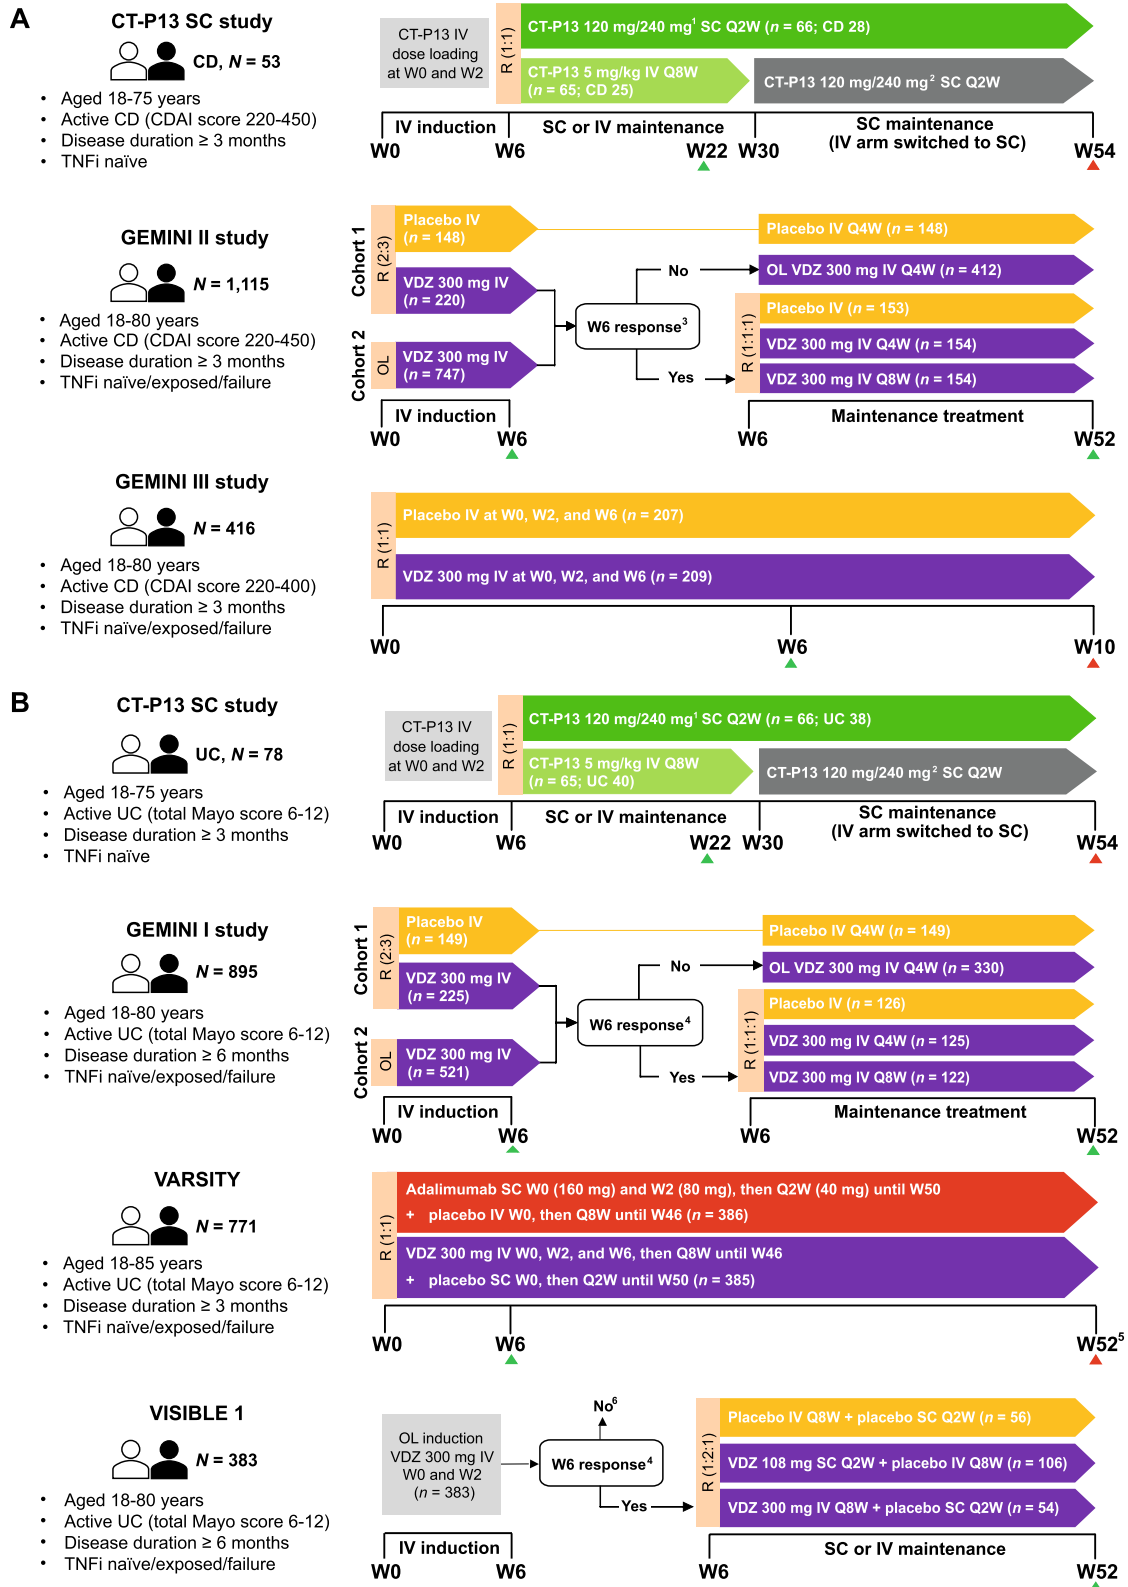 A
CT-P13 SC study
CD, N = 53
• Aged 18-75 years
• Active CD (CDAI score 220-450)
• Disease duration ≥ 3 months
• TNFi naïve
CT-P13 IV
dose loading
at W0 and W2
R (1:1)
CT-P13 120 mg/240 mg¹ SC Q2W (n = 66; CD 28)
CT-P13 5 mg/kg IV Q8W
(n = 65; CD 25)
CT-P13 120 mg/240 mg² SC Q2W
IV induction
SC or IV maintenance
SC maintenance
(IV arm switched to SC)
W0
W6
W22
W30
W54
GEMINI II study
N = 1,115
• Aged 18-80 years
• Active CD (CDAI score 220-450)
• Disease duration ≥ 3 months
• TNFi naïve/exposed/failure
Cohort 1
R (2:3)
Placebo IV
(n = 148)
VDZ 300 mg IV
(n = 220)
Cohort 2
OL
VDZ 300 mg IV
(n = 747)
W6 response³
No
Yes
Placebo IV Q4W (n = 148)
OL VDZ 300 mg IV Q4W (n = 412)
R (1:1:1)
Placebo IV (n = 153)
VDZ 300 mg IV Q4W (n = 154)
VDZ 300 mg IV Q8W (n = 154)
IV induction
Maintenance treatment
W0
W6
W6
W52
GEMINI III study
N = 416
• Aged 18-80 years
• Active CD (CDAI score 220-400)
• Disease duration ≥ 3 months
• TNFi naïve/exposed/failure
R (1:1)
Placebo IV at W0, W2, and W6 (n = 207)
VDZ 300 mg IV at W0, W2, and W6 (n = 209)
W0
W6
W10
B
CT-P13 SC study
UC, N = 78
• Aged 18-75 years
• Active UC (total Mayo score 6-12)
• Disease duration ≥ 3 months
• TNFi naïve
CT-P13 IV
dose loading
at W0 and W2
R (1:1)
CT-P13 120 mg/240 mg¹ SC Q2W (n = 66; UC 38)
CT-P13 5 mg/kg IV Q8W
(n = 65; UC 40)
CT-P13 120 mg/240 mg² SC Q2W
IV induction
SC or IV maintenance
SC maintenance
(IV arm switched to SC)
W0
W6
W22
W30
W54
GEMINI I study
N = 895
• Aged 18-80 years
• Active UC (total Mayo score 6-12)
• Disease duration ≥ 6 months
• TNFi naïve/exposed/failure
Cohort 1
R (2:3)
Placebo IV
(n = 149)
VDZ 300 mg IV
(n = 225)
Cohort 2
OL
VDZ 300 mg IV
(n = 521)
W6 response⁴
No
Yes
Placebo IV Q4W (n = 149)
OL VDZ 300 mg IV Q4W (n = 330)
R (1:1:1)
Placebo IV (n = 126)
VDZ 300 mg IV Q4W (n = 125)
VDZ 300 mg IV Q8W (n = 122)
IV induction
Maintenance treatment
W0
W6
W6
W52
VARSITY
N = 771
• Aged 18-85 years
• Active UC (total Mayo score 6-12)
• Disease duration ≥ 3 months
• TNFi naïve/exposed/failure
R (1:1)
Adalimumab SC W0 (160 mg) and W2 (80 mg), then Q2W (40 mg) until W50
+ placebo IV W0, then Q8W until W46 (n = 386)
VDZ 300 mg IV W0, W2, and W6, then Q8W until W46
+ placebo SC W0, then Q2W until W50 (n = 385)
W0
W6
W52⁵
VISIBLE 1
N = 383
• Aged 18-80 years
• Active UC (total Mayo score 6-12)
• Disease duration ≥ 6 months
• TNFi naïve/exposed/failure
OL induction
VDZ 300 mg IV
W0 and W2
(n = 383)
No⁶
W6 response⁴
Yes
R (1:2:1)
Placebo IV Q8W + placebo SC Q2W (n = 56)
VDZ 108 mg SC Q2W + placebo IV Q8W (n = 106)
VDZ 300 mg IV Q8W + placebo SC Q2W (n = 54)
IV induction
SC or IV maintenance
W0
W6
W6
W52